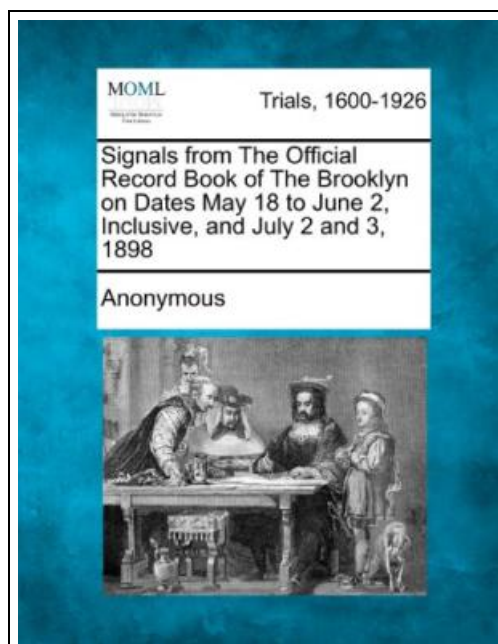 MOML
Trials, 1600-1926
Signals from The Official
Record Book of The Brooklyn
on Dates May 18 to June 2,
Inclusive, and July 2 and 3,
1898
Anonymous